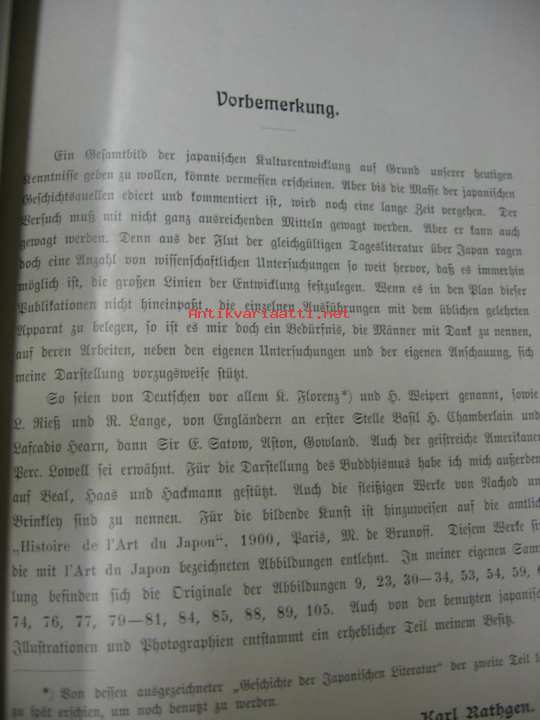 Vorbemerkung.
Ein Gesamtbild der japanischen Kulturentwicklung auf Grund unserer heutigen
Kenntnisse geben zu wollen, könnte vermessen erscheinen. Aber bis die Masse der japanischen
Geschichtsquellen ediert und kommentiert ist, wird noch eine lange Zeit vergehen. Der
Versuch muß mit nicht ganz ausreichenden Mitteln gewagt werden. Aber er kann auch
gewagt werden. Denn aus der Flut der gleichgültigen Tagesliteratur über Japan ragen
doch eine Anzahl von wissenschaftlichen Untersuchungen so weit hervor, daß es immerhin
möglich ist, die großen Linien der Entwicklung festzulegen. Wenn es in den Plan dieser
Publikationen nicht hineinpaßt, die einzelnen Ausführungen mit dem üblichen gelehrten
Antikvariaatti.net
Apparat zu belegen, so ist es mir doch ein Bedürfnis, die Männer mit Dank zu nennen,
auf deren Arbeiten, neben den eigenen Untersuchungen und der eigenen Anschauung, sich
meine Darstellung vorzugsweise stützt.
So seien von Deutschen vor allem K. Florenz*) und H. Weipert genannt, sowie
L. Rieß und R. Lange, von Engländern an erster Stelle Basil H. Chamberlain und
Lafcadio Hearn, dann Sir E. Satow, Aston, Gowland. Auch der geistreiche Amerikaner
Perc. Lowell sei erwähnt. Für die Darstellung des Buddhismus habe ich mich außerdem
auf Beal, Haas und Hackmann gestützt. Auch die fleißigen Werke von Nachod und
Brinkley sind zu nennen. Für die bildende Kunst ist hinzuweisen auf die amtlich
„Histoire de l'Art du Japon“, 1900, Paris, M. de Brunoff. Diesem Werke sin
die mit l'Art du Japon bezeichneten Abbildungen entlehnt. In meiner eigenen Samm
lung befinden sich die Originale der Abbildungen 9, 23, 30—34, 53, 54, 59, 6
74, 76, 77, 79—81, 84, 85, 88, 89, 105. Auch von den benutzten japanisc
Illustrationen und Photographien entstammt ein erheblicher Teil meinem Besitz.
*) Von dessen ausgezeichneter „Geschichte der Japanischen Literatur“ der zweite Teil
zu spät erschien, um noch benutzt zu werden.
Karl Rathgen.